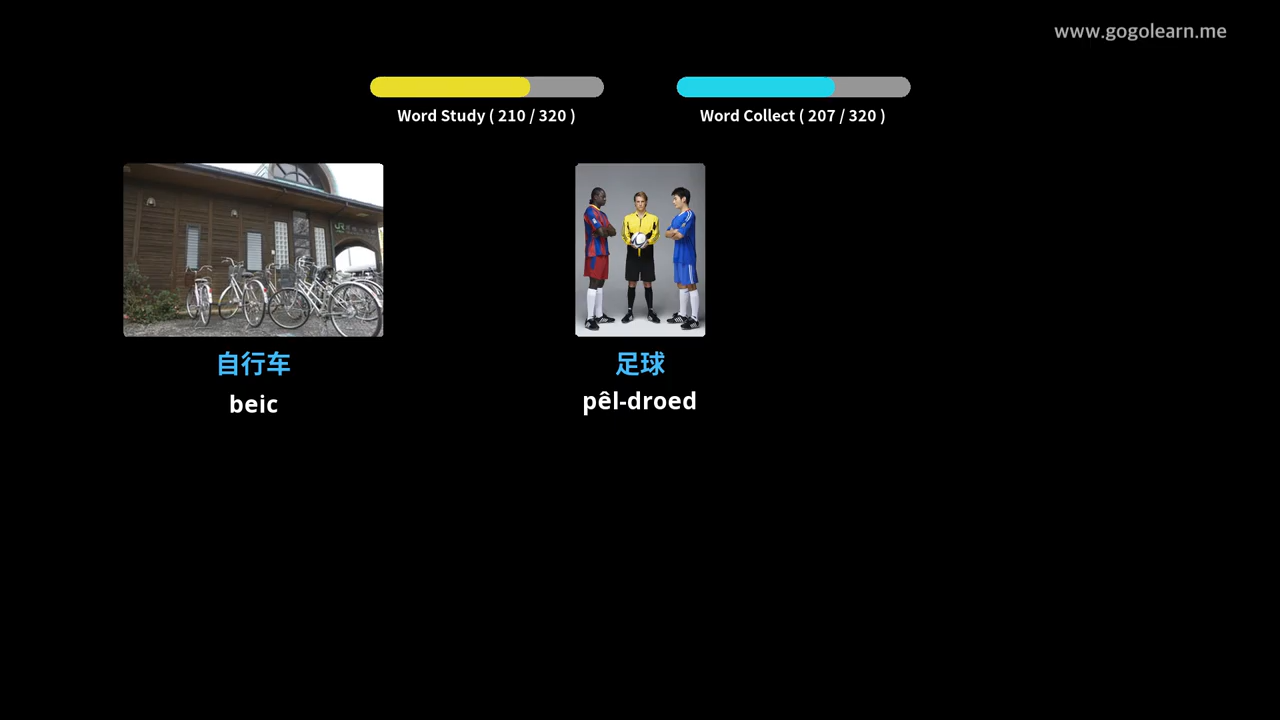 www.gogolearn.me
Word Study ( 210 / 320 )
Word Collect ( 207 / 320 )
JR
自行车
足球
beic
pêl-droed